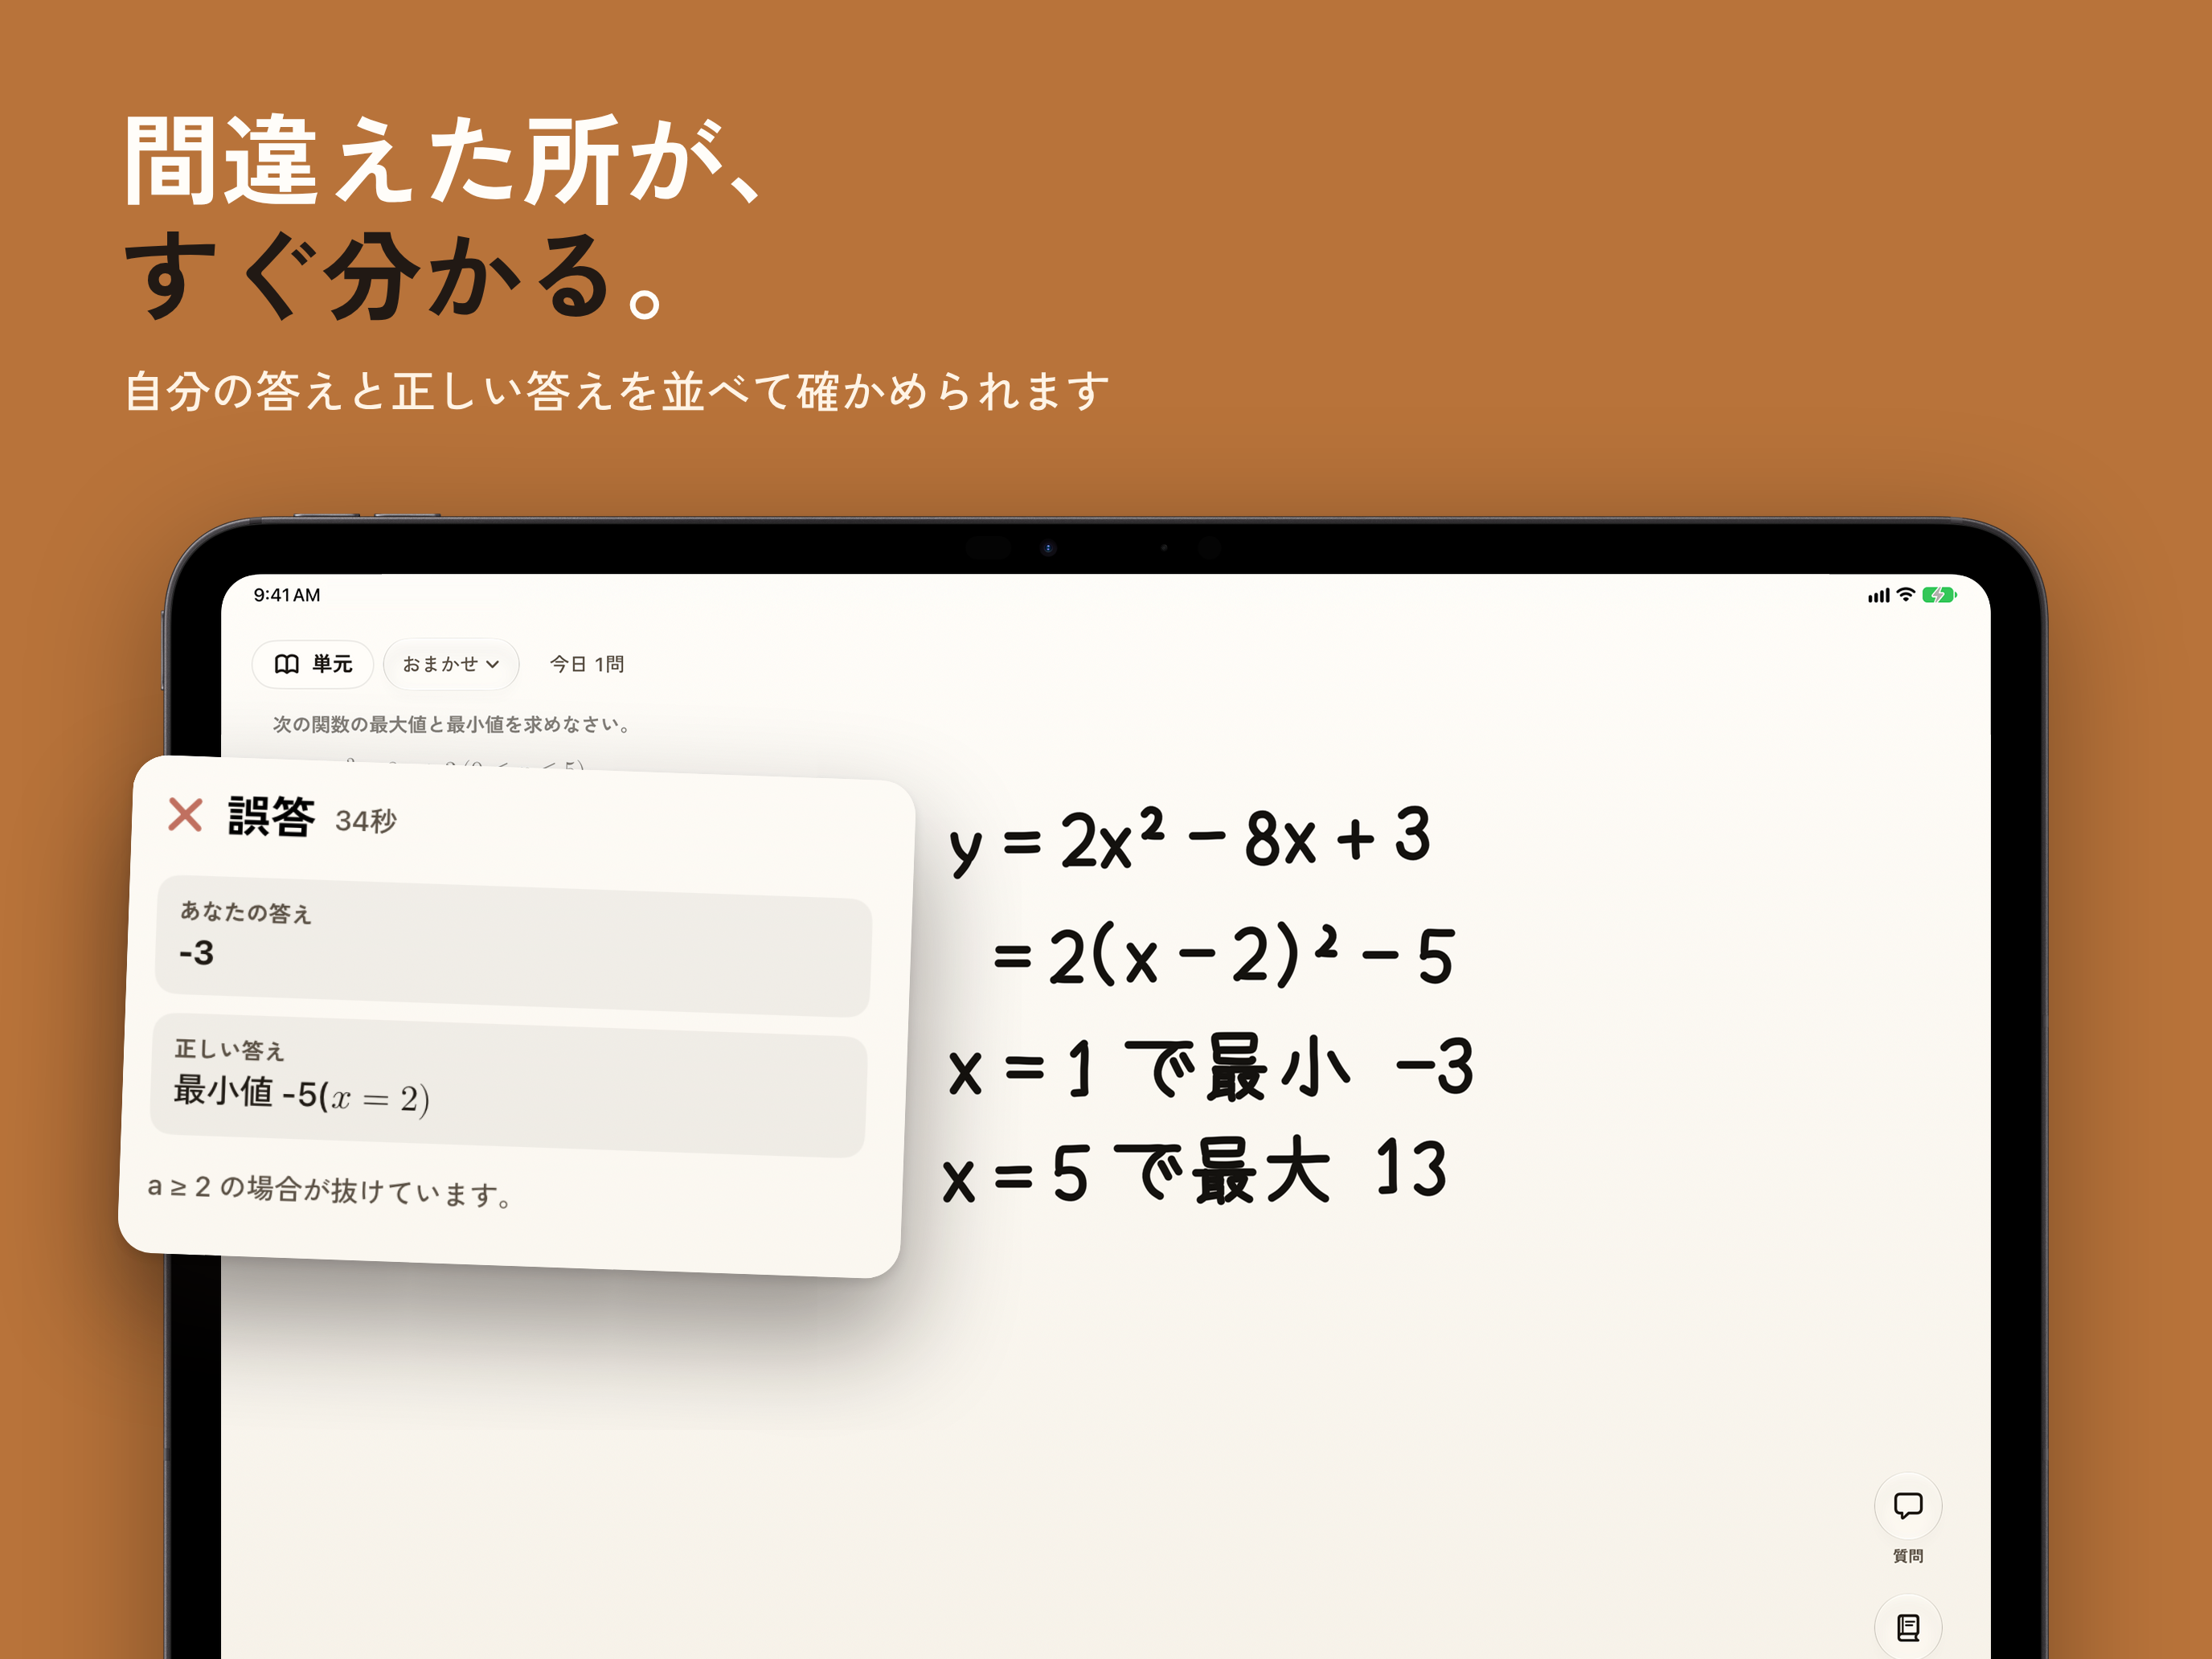 間違えた所が、
すぐ分かる。
自分の答えと正しい答えを並べて確かめられます
9:41 AM
単元 おまかせ 今日 1問
次の関数の最大値と最小値を求めなさい。
誤答 34秒
あなたの答え
-3
正しい答え
最小値 -5(x = 2)
a ≥ 2 の場合が抜けています。
y = 2x² − 8x + 3
= 2(x − 2)² − 5
x = 1 で最小 −3
x = 5 で最大 13
質問